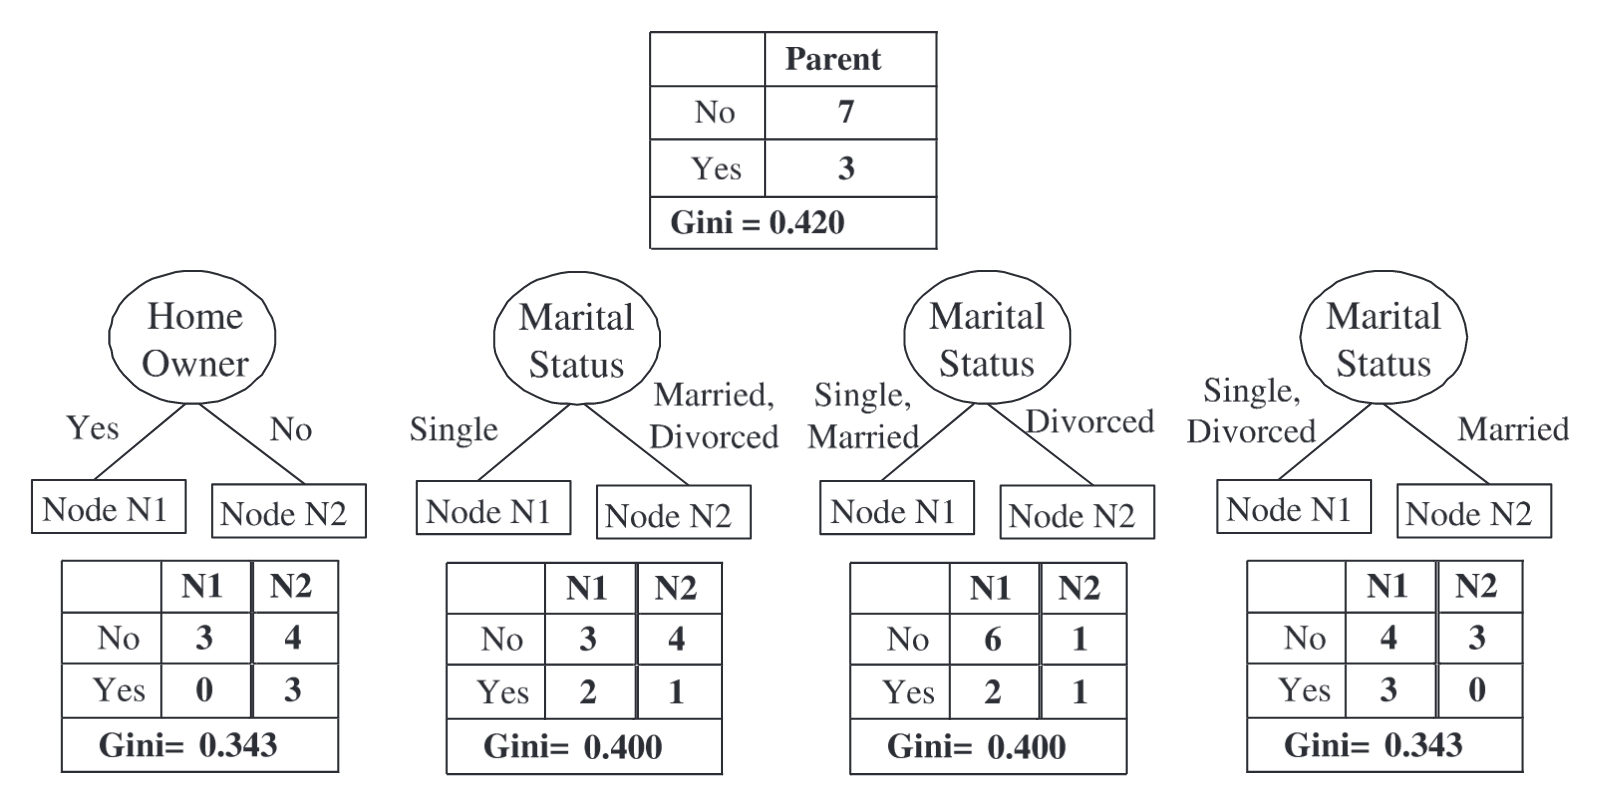 Parent
No 7
Yes 3
Gini = 0.420
Home
Owner
Yes
No
Node N1
Node N2
N1 N2
No 3 4
Yes 0 3
Gini= 0.343
Marital
Status
Single
Married,
Divorced
Node N1
Node N2
N1 N2
No 3 4
Yes 2 1
Gini= 0.400
Marital
Status
Single,
Married
Divorced
Node N1
Node N2
N1 N2
No 6 1
Yes 2 1
Gini= 0.400
Marital
Status
Single,
Divorced
Married
Node N1
Node N2
N1 N2
No 4 3
Yes 3 0
Gini= 0.343